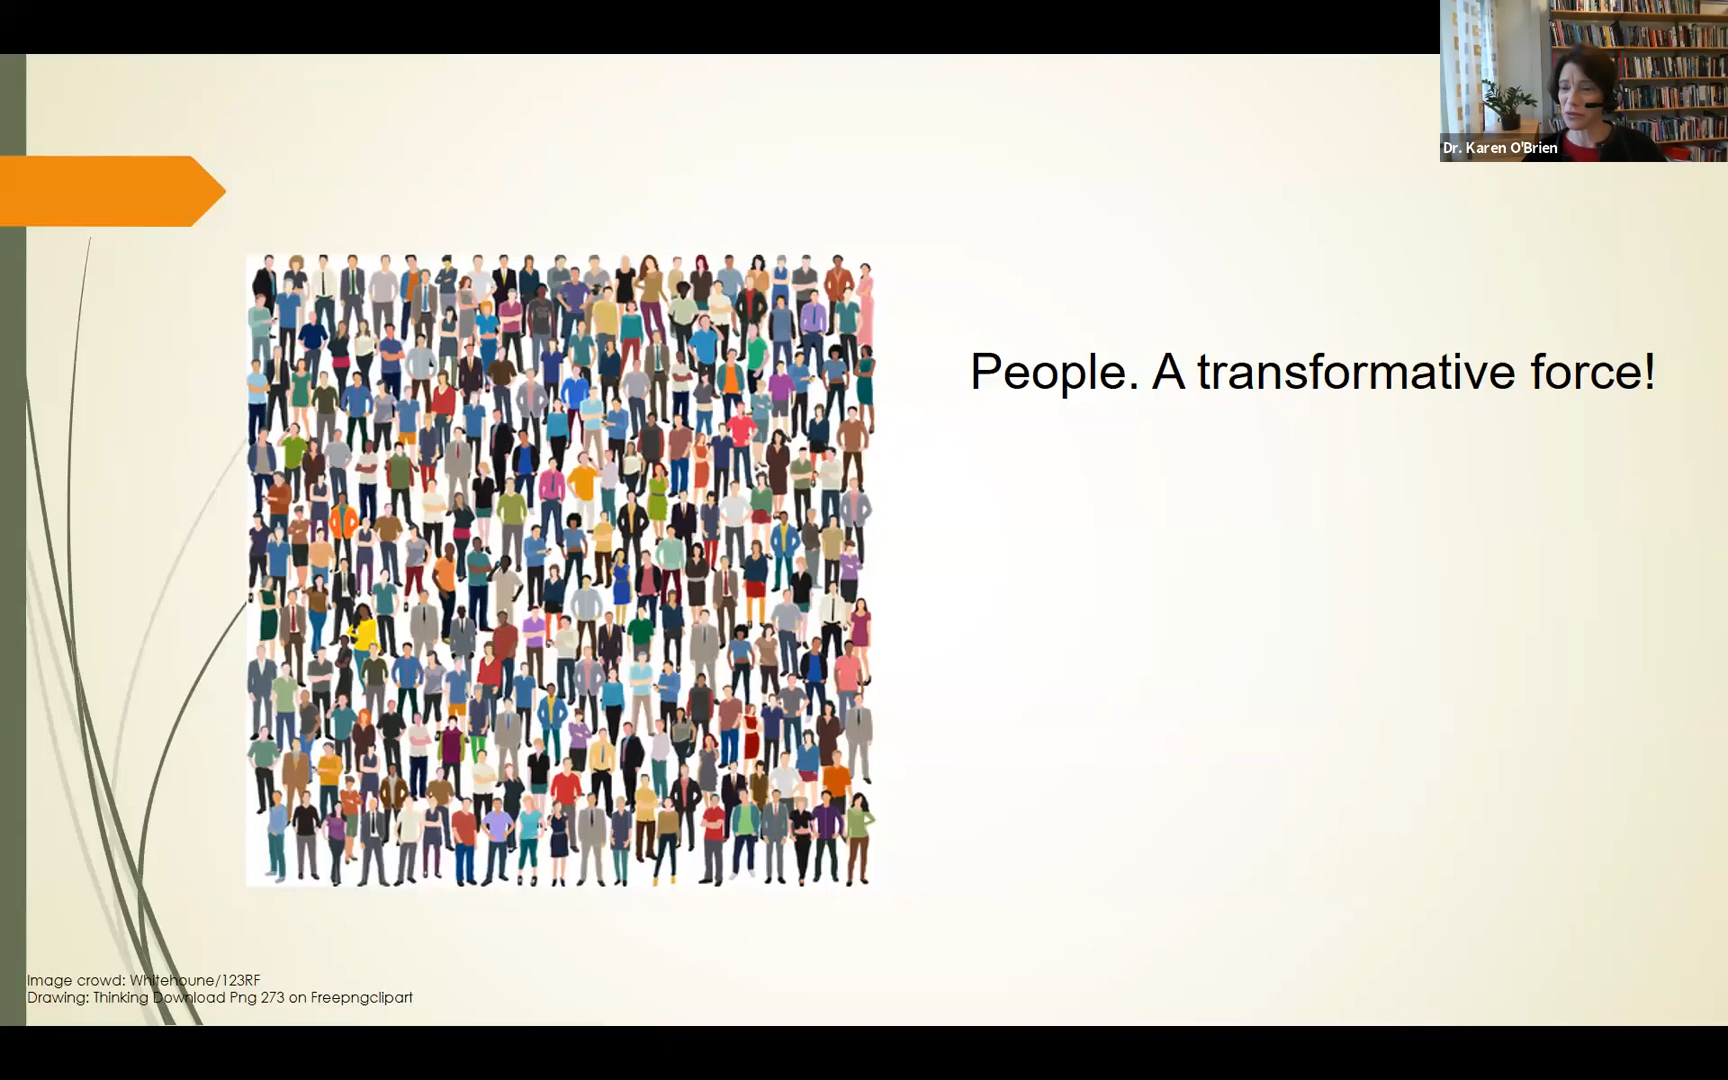 Dr. Karen O'Brien
People. A transformative force!
Image crowd: Whitehoune/123RF
Drawing: Thinking Download Png 273 on Freepngclipart